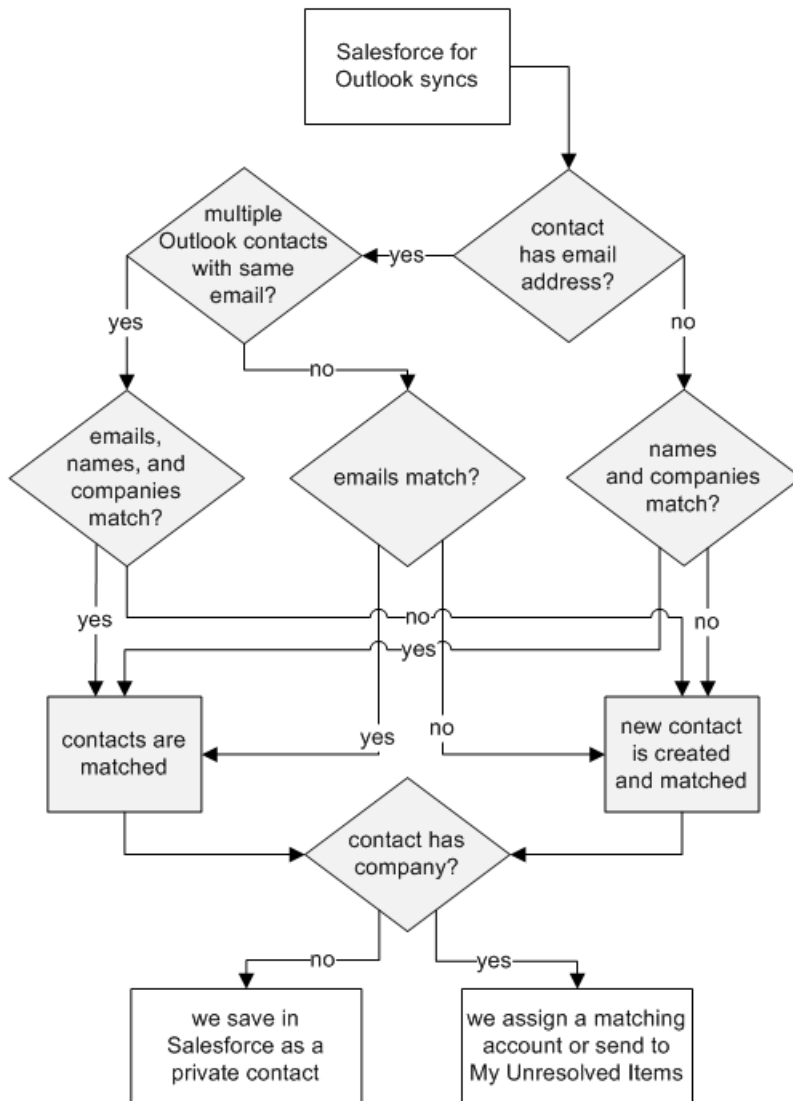 Salesforce for
Outlook syncs
multiple
Outlook contacts
with same
email?
yes
contact
has email
address?
yes
no
no
emails,
names, and
companies
match?
emails match?
names
and companies
match?
yes
no
no
yes
contacts are
matched
yes
no
new contact
is created
and matched
contact has
company?
no
yes
we save in
Salesforce as a
private contact
we assign a matching
account or send to
My Unresolved Items